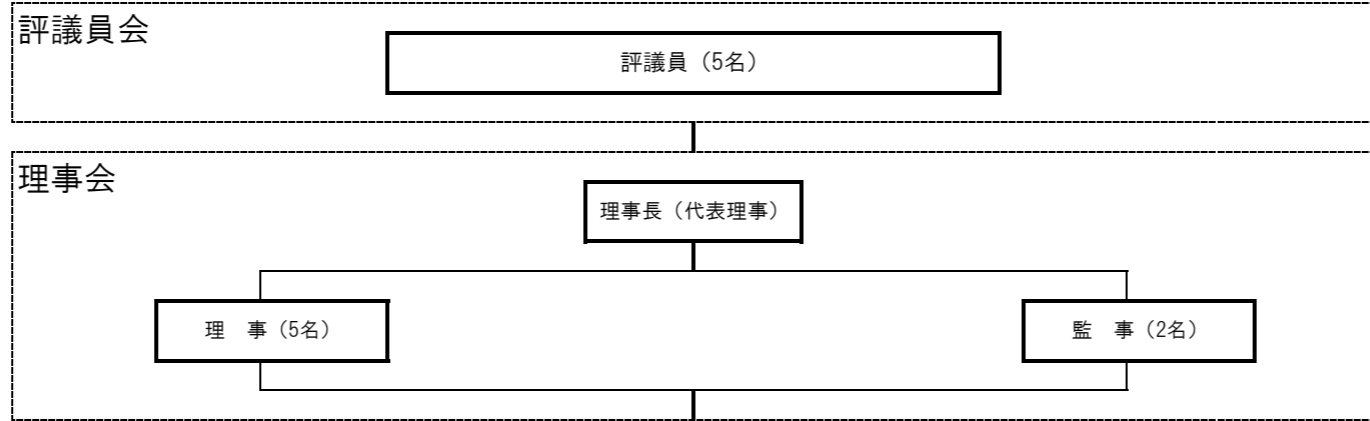 評議員会
評議員（5名）
理事会
理事長（代表理事）
理　事（5名）
監　事（2名）